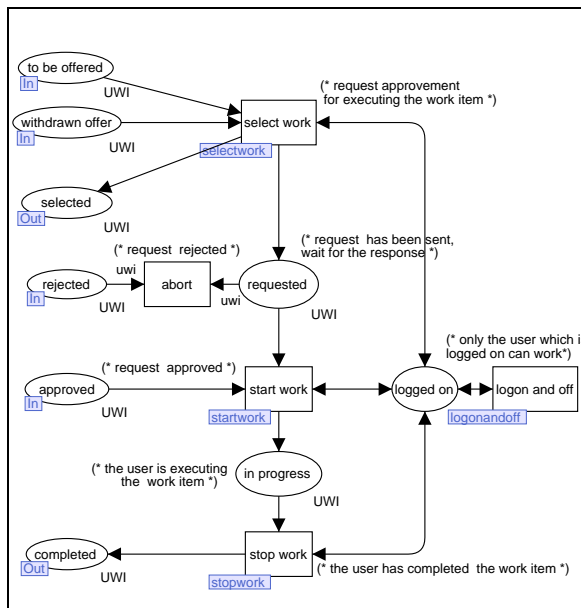 to be offered
In
UWI
(* request approvement
for executing the work item *)
withdrawn offer
In
UWI
select work
selectwork
selected
Out
UWI
(* request rejected *)
(* request has been sent,
wait for the response *)
rejected
In
uwi
UWI
abort
uwi
requested
UWI
(* only the user which i
logged on can work*)
(* request approved *)
approved
In
UWI
start work
startwork
logged on
logon and off
logonandoff
(* the user is executing
the work item *)
in progress
UWI
completed
Out
UWI
stop work
stopwork
(* the user has completed the work item *)